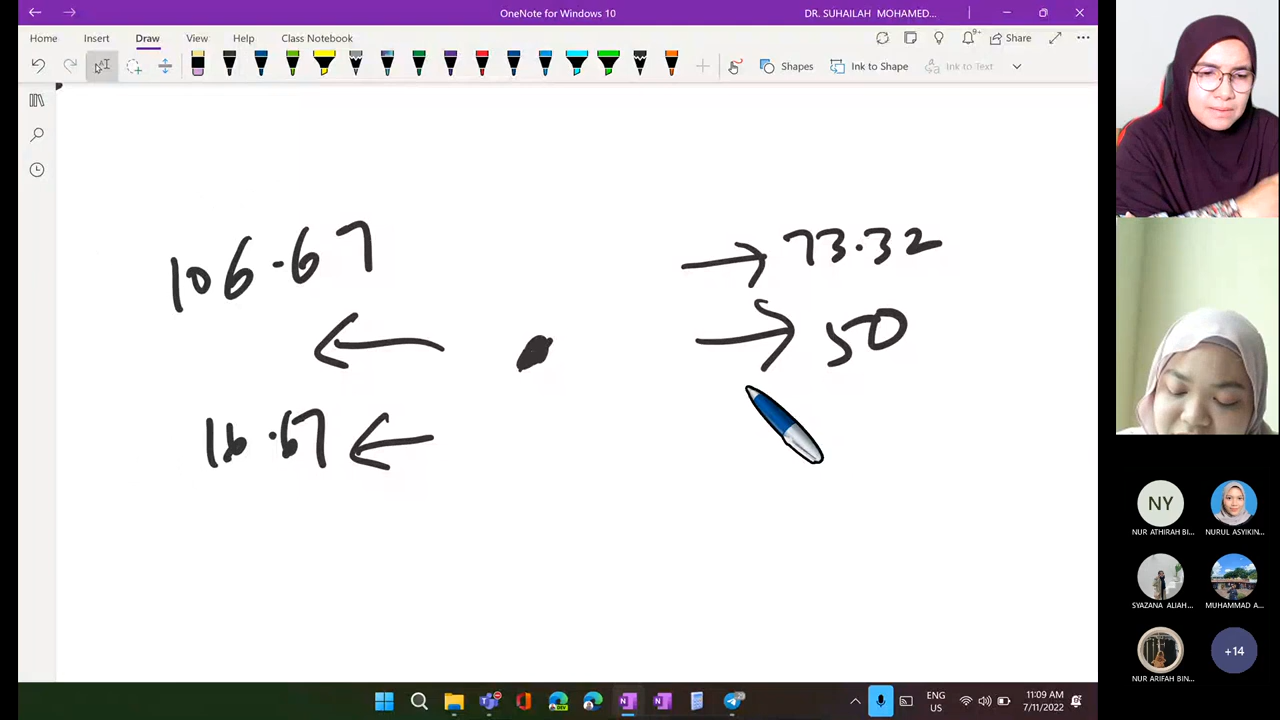 OneNote for Windows 10
DR. SUHAILAH MOHAMED...
Home Insert Draw View Help Class Notebook
9+ Share
Shapes Ink to Shape Ink to Text
106.67
→ 73.32
←
→ 50
16.67 ←
NY
NUR ATHIRAH BI...
NURUL ASYIKIN...
SYAZANA ALIAH...
MUHAMMAD A...
+14
NUR ARIFAH BIN...
ENG
US
11:09 AM
7/11/2022